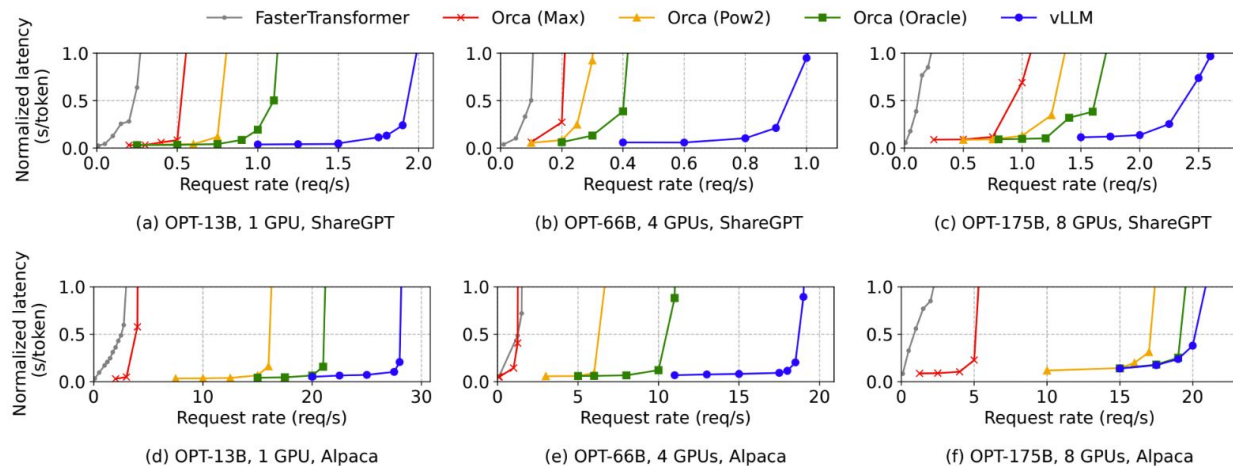 FasterTransformer Orca (Max) Orca (Pow2) Orca (Oracle) vLLM
Normalized latency
(s/token)
1.0
0.5
0.0
0.0 0.5 1.0 1.5 2.0
Request rate (req/s)
(a) OPT-13B, 1 GPU, ShareGPT
1.0
0.5
0.0
0.0 0.2 0.4 0.6 0.8 1.0
Request rate (req/s)
(b) OPT-66B, 4 GPUs, ShareGPT
1.0
0.5
0.0
0.0 0.5 1.0 1.5 2.0 2.5
Request rate (req/s)
(c) OPT-175B, 8 GPUs, ShareGPT
Normalized latency
(s/token)
1.0
0.5
0.0
0 10 20 30
Request rate (req/s)
(d) OPT-13B, 1 GPU, Alpaca
1.0
0.5
0.0
0 5 10 15 20
Request rate (req/s)
(e) OPT-66B, 4 GPUs, Alpaca
1.0
0.5
0.0
0 5 10 15 20
Request rate (req/s)
(f) OPT-175B, 8 GPUs, Alpaca